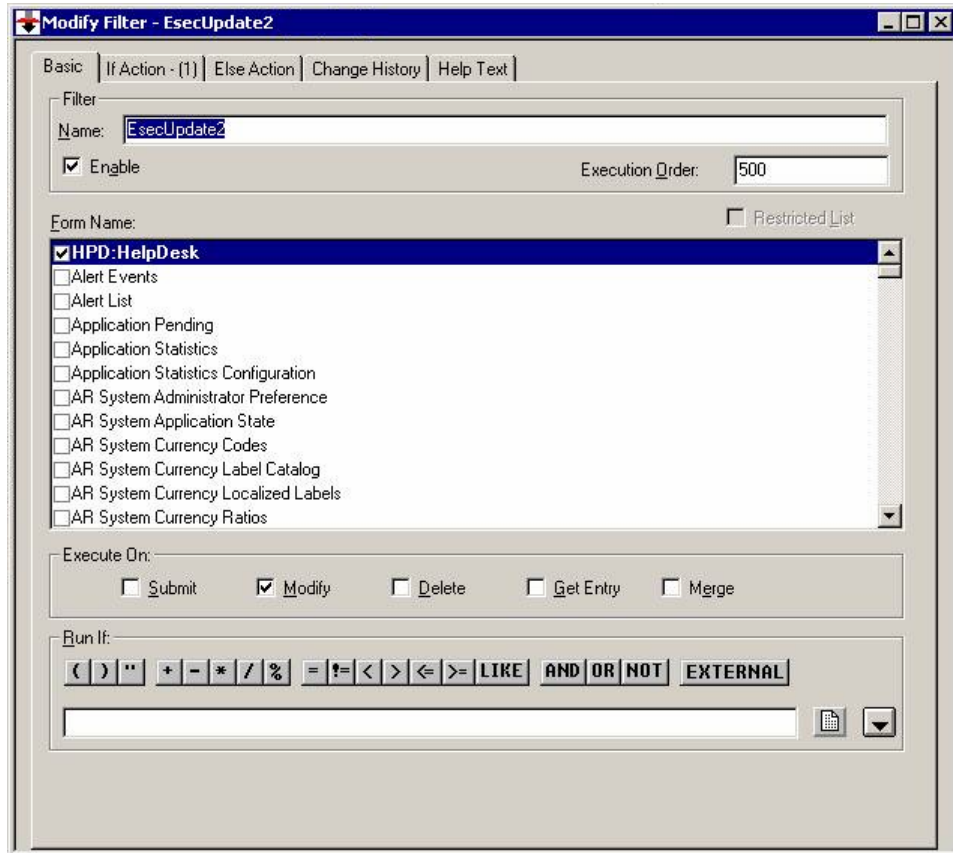 Modify Filter - EsecUpdate2
Basic If Action - (1) Else Action Change History Help Text
Filter
Name: EsecUpdate2
Enable Execution Order: 500
Form Name: Restricted List
HPD:HelpDesk
Alert Events
Alert List
Application Pending
Application Statistics
Application Statistics Configuration
AR System Administrator Preference
AR System Application State
AR System Currency Codes
AR System Currency Label Catalog
AR System Currency Localized Labels
AR System Currency Ratios
Execute On:
Submit Modify Delete Get Entry Merge
Run If:
( ) " + - * / % = != < > <= >= LIKE AND OR NOT EXTERNAL